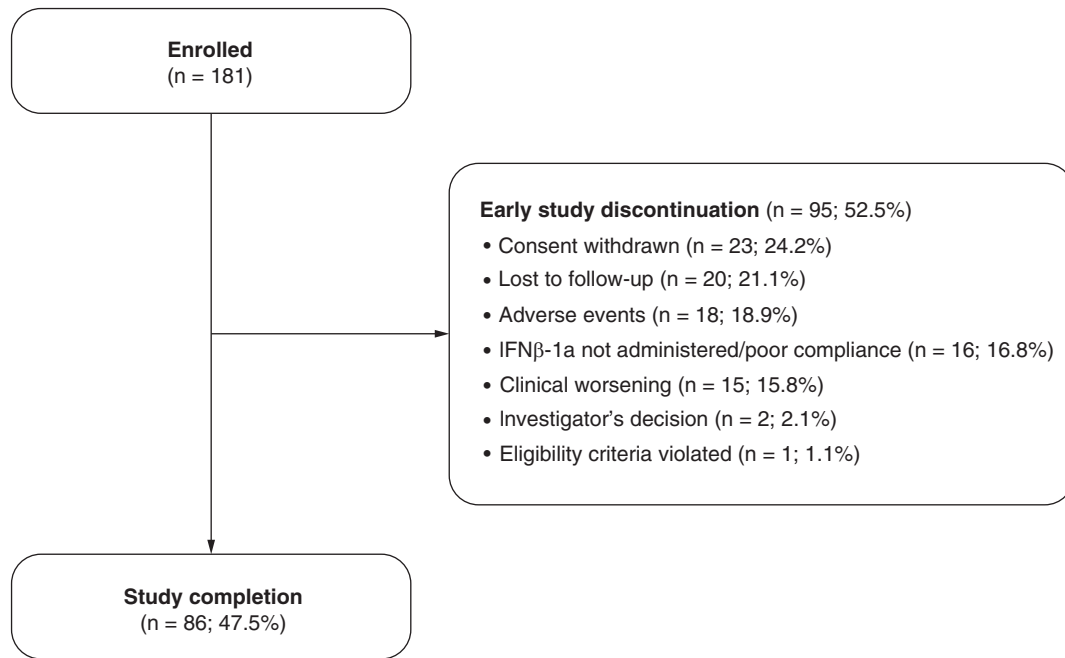 Enrolled
(n = 181)
Early study discontinuation (n = 95; 52.5%)
• Consent withdrawn (n = 23; 24.2%)
• Lost to follow-up (n = 20; 21.1%)
• Adverse events (n = 18; 18.9%)
• IFNβ-1a not administered/poor compliance (n = 16; 16.8%)
• Clinical worsening (n = 15; 15.8%)
• Investigator's decision (n = 2; 2.1%)
• Eligibility criteria violated (n = 1; 1.1%)
Study completion
(n = 86; 47.5%)